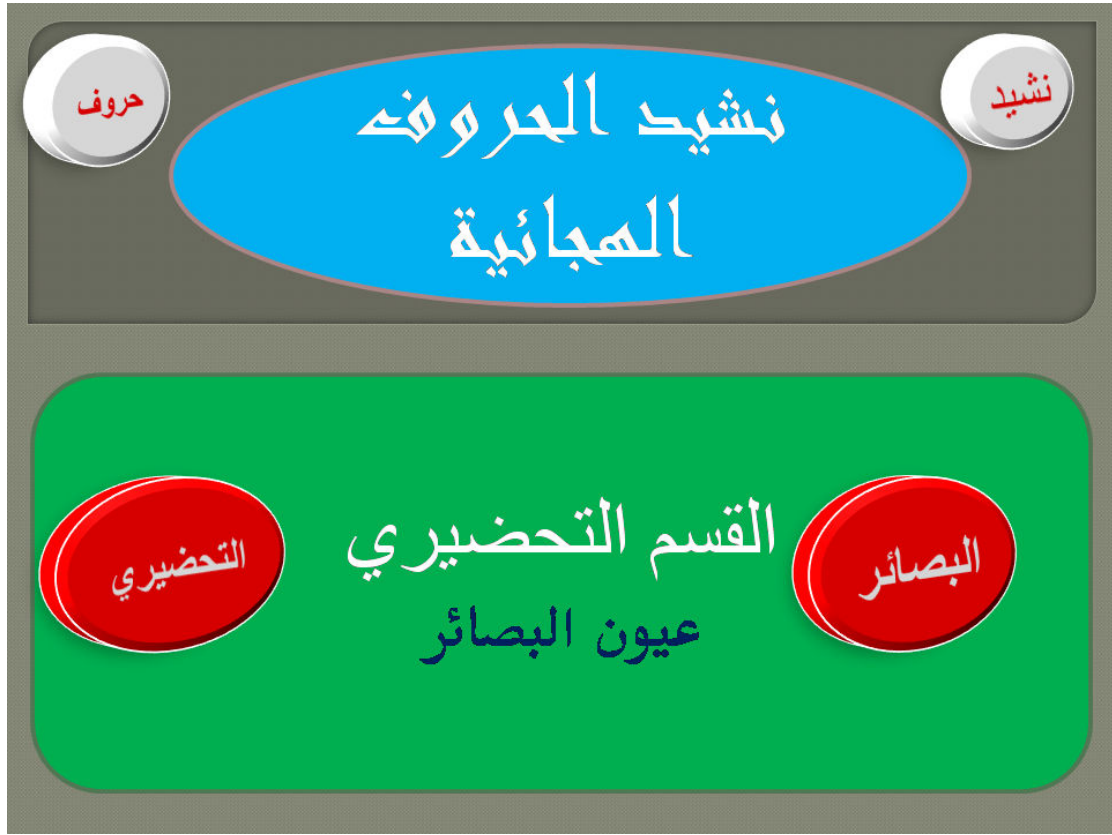 نشيد
نشيد الحروف
الهجائية
حروف
البصائر
القسم التحضيري
عيون البصائر
التحضيري